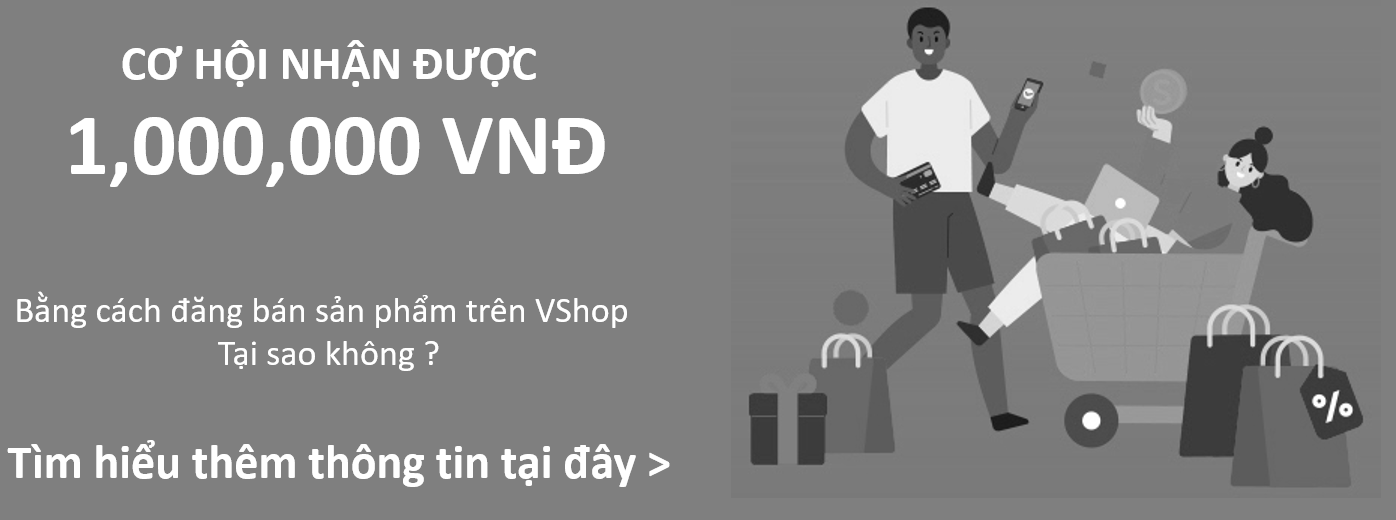 CƠ HỘI NHẬN ĐƯỢC
1,000,000 VNĐ
Bằng cách đăng bán sản phẩm trên VShop
Tại sao không ?
Tìm hiểu thêm thông tin tại đây >
$
%